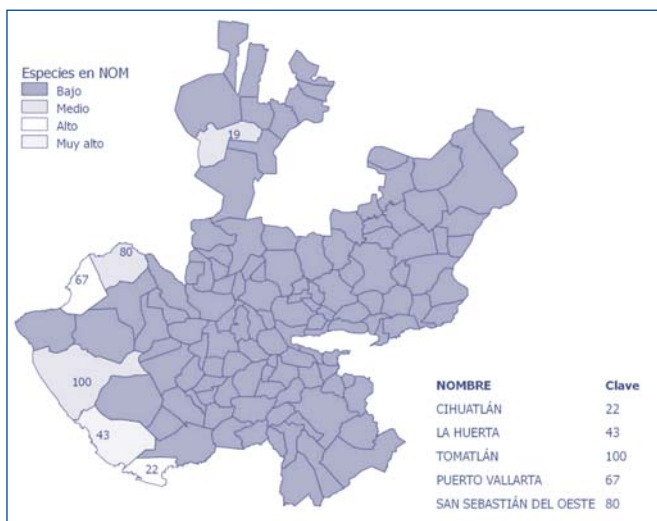 Especies en NOM
Bajo
Medio
Alto
Muy alto
19
80
67
100
43
22
NOMBRE Clave
CIHUATLÁN 22
LA HUERTA 43
TOMATLÁN 100
PUERTO VALLARTA 67
SAN SEBASTIÁN DEL OESTE 80